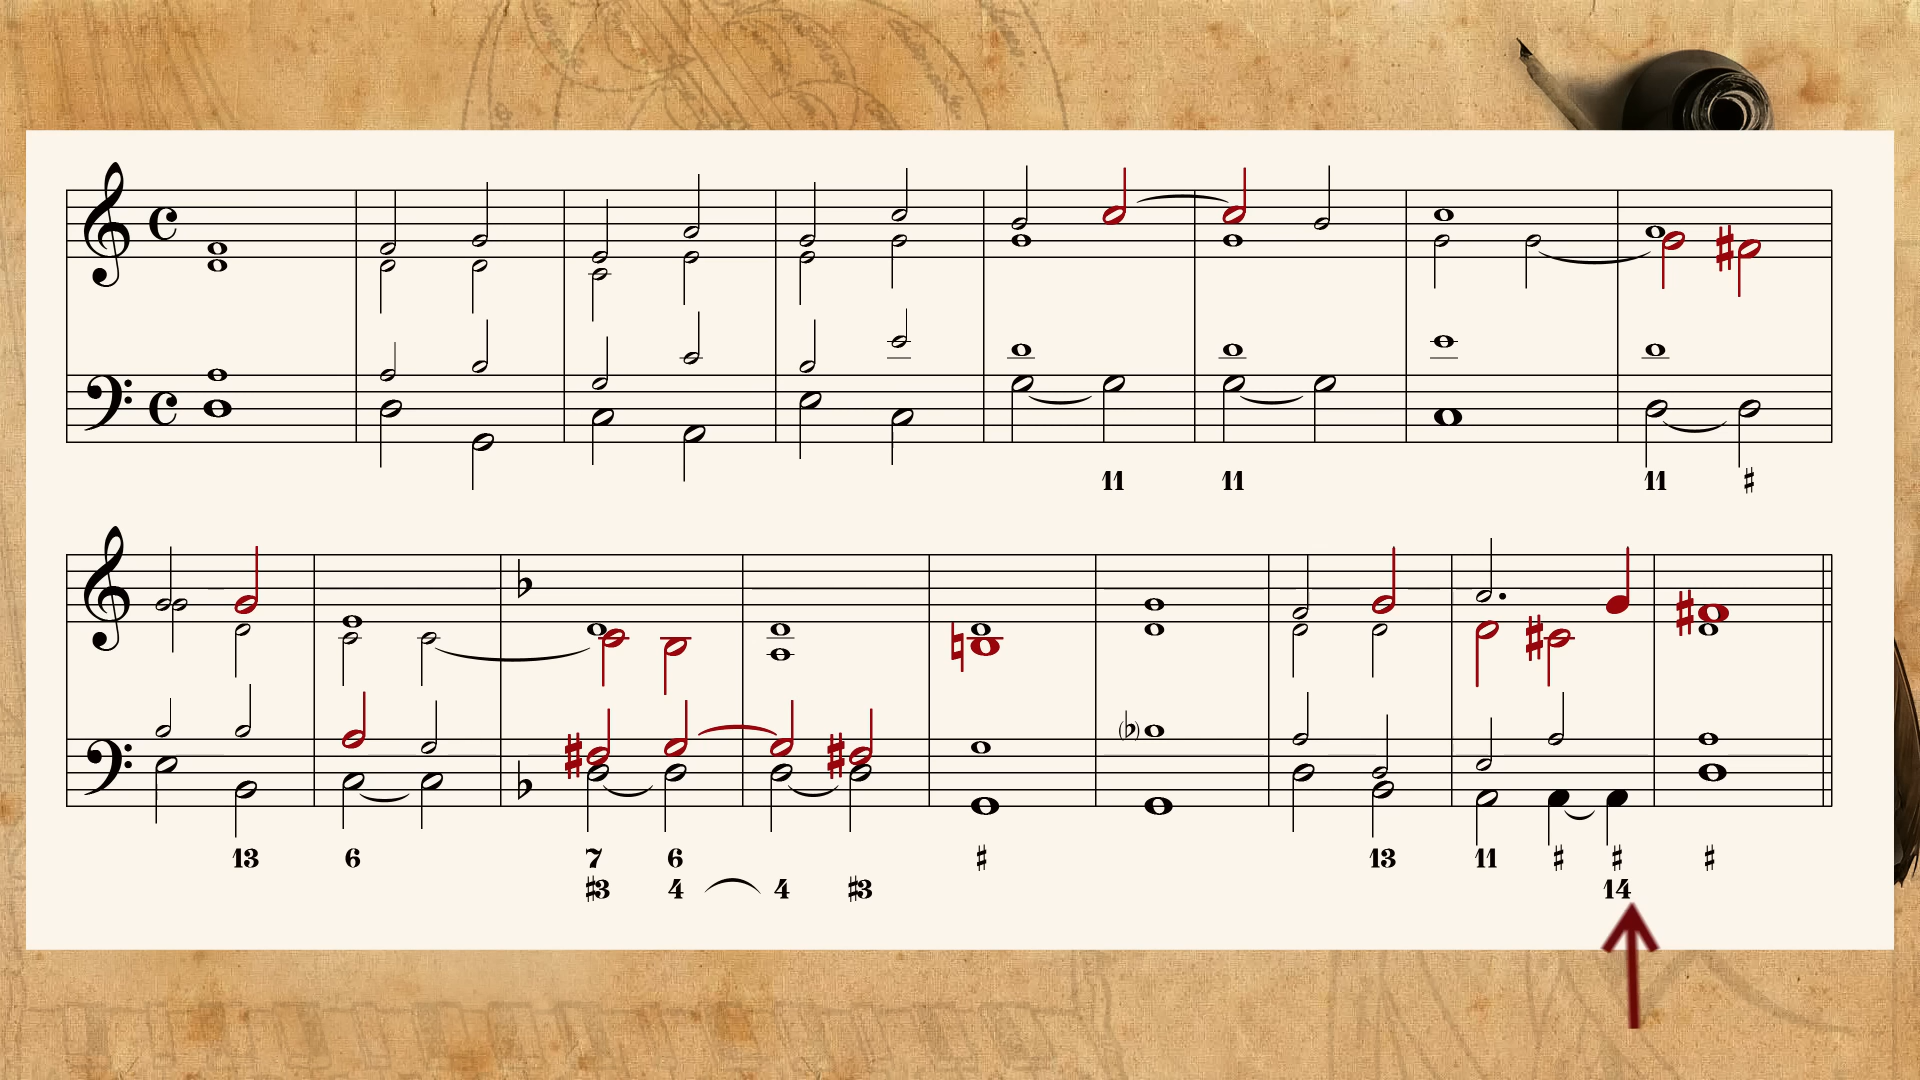 11 11 11 ♯
13 6 7 6 ♯ 13 11 ♯ ♯ ♯
♯3 4 4 ♯3 14